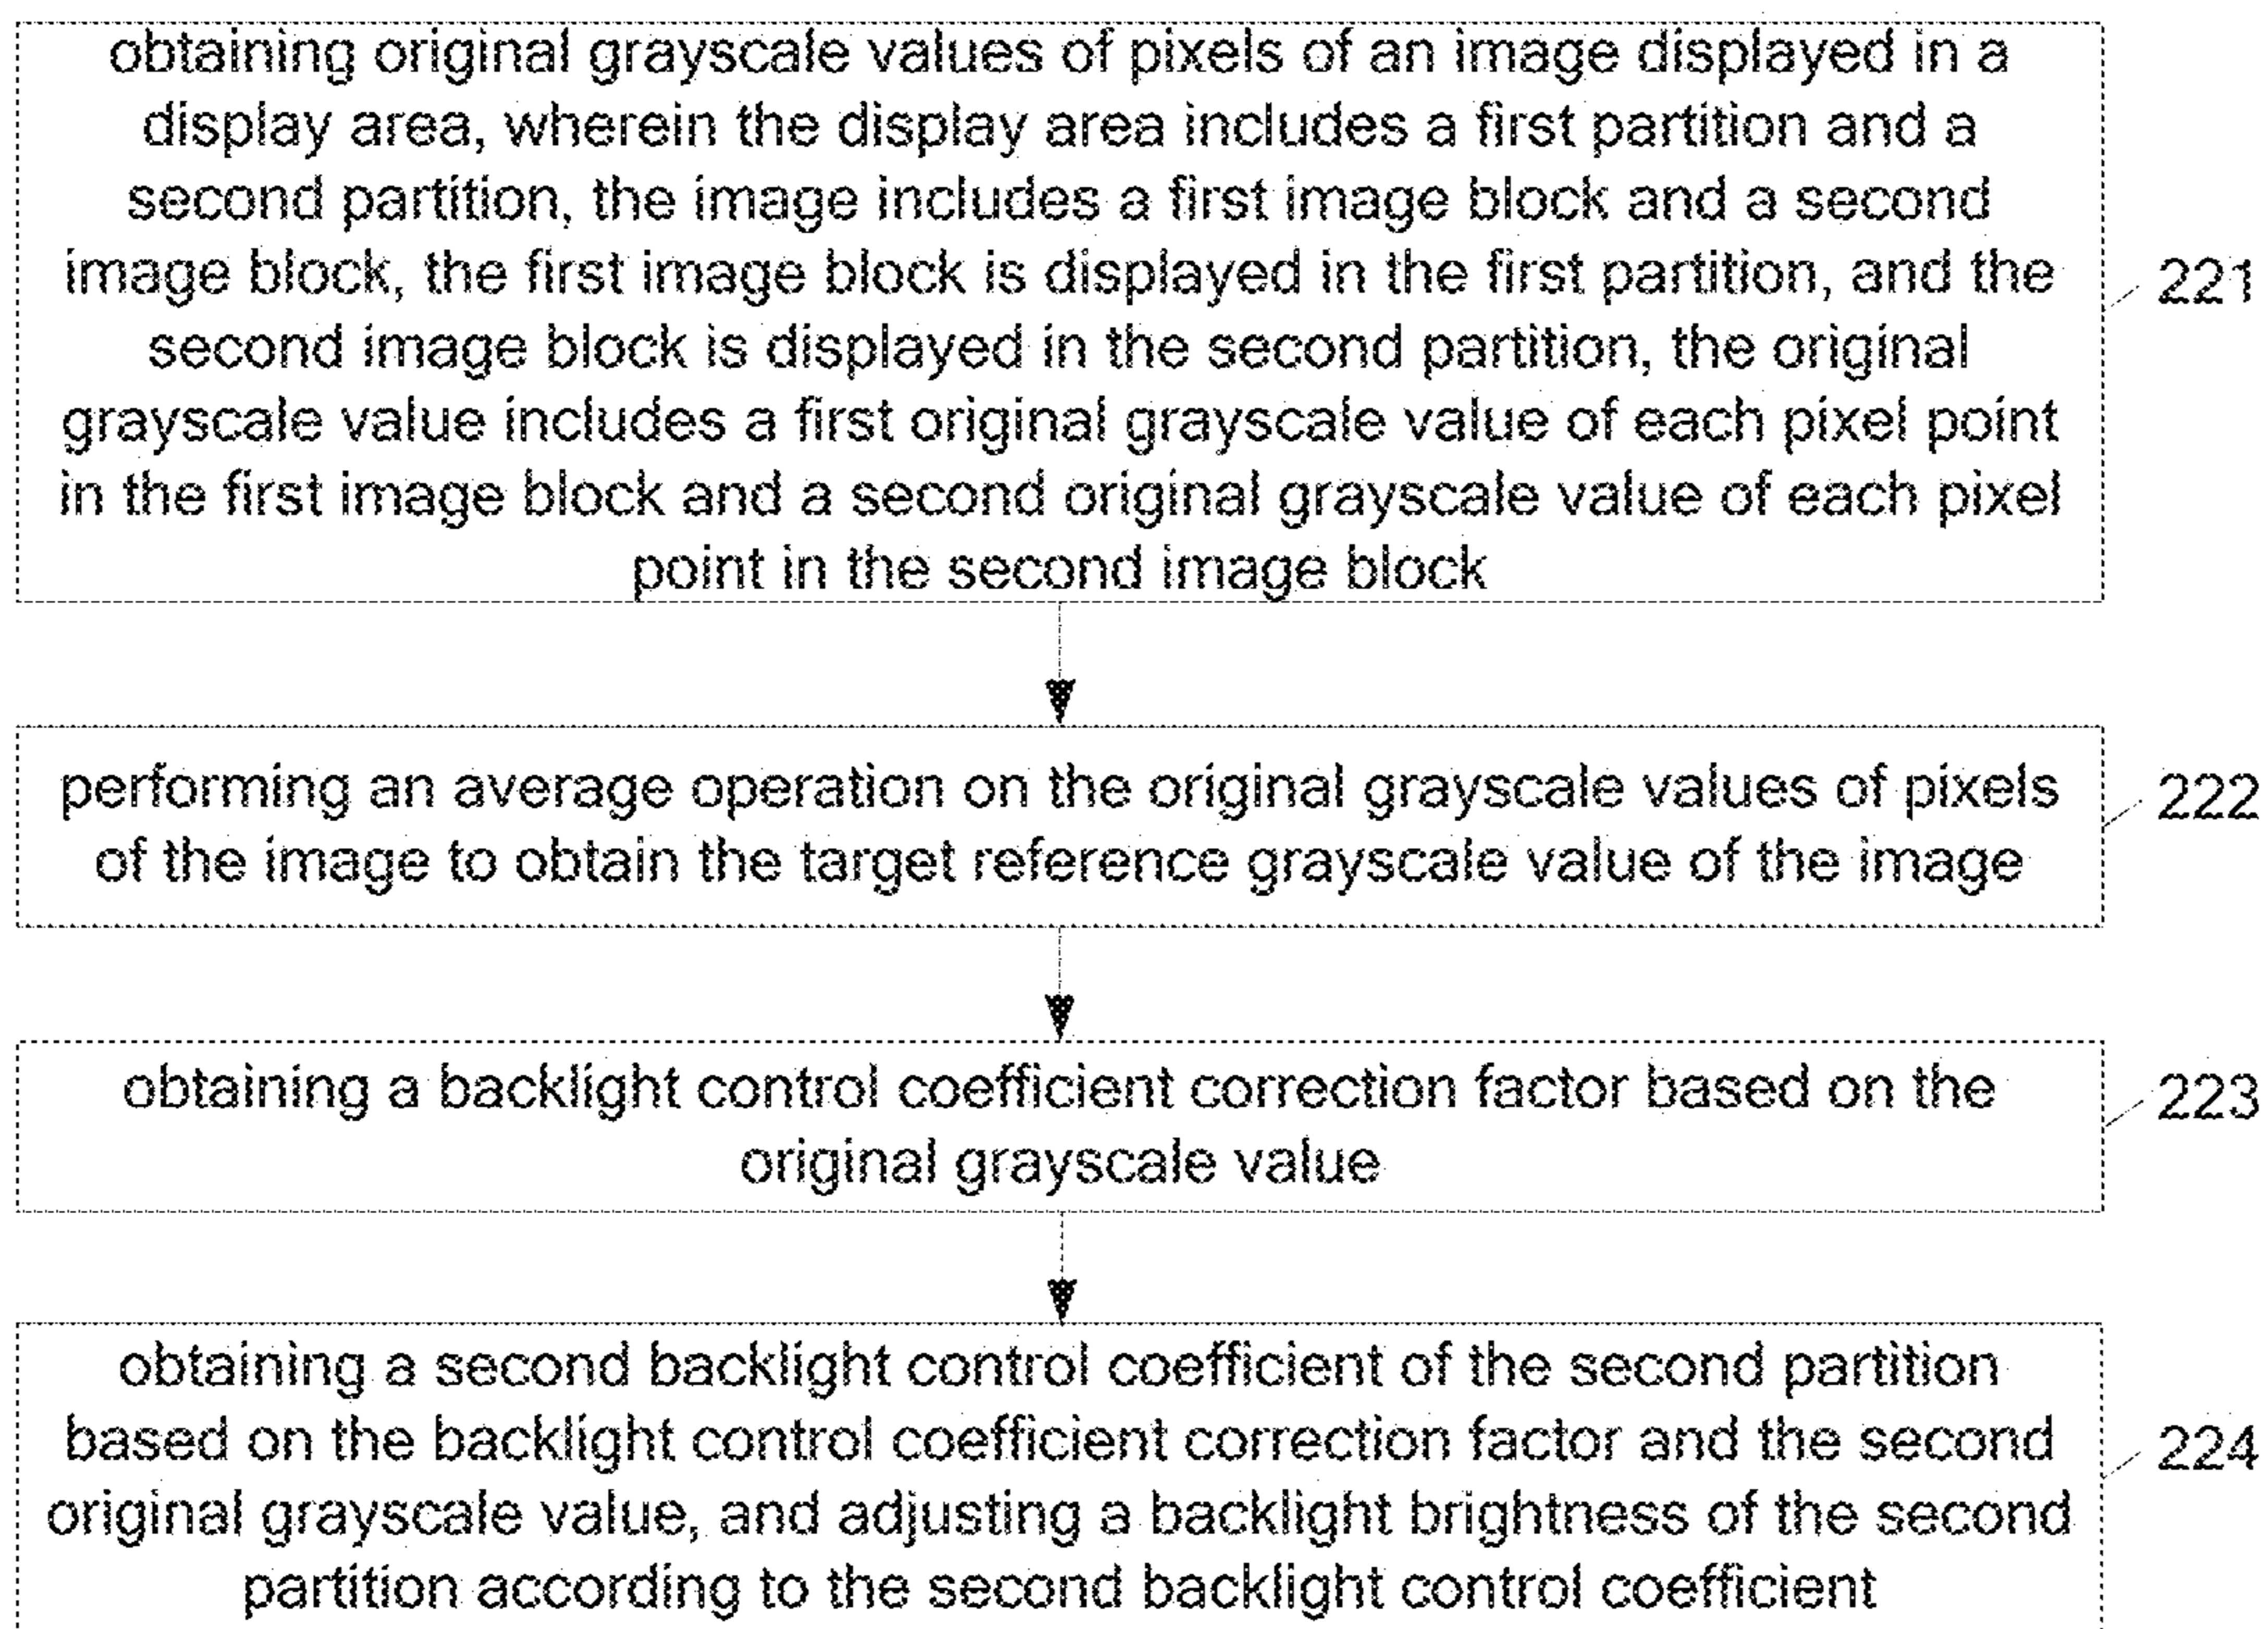 obtaining original grayscale values of pixels of an image displayed in a
display area, wherein the display area includes a first partition and a
second partition, the image includes a first image block and a second
image block, the first image block is displayed in the first partition, and the
second image block is displayed in the second partition, the original
grayscale value includes a first original grayscale value of each pixel point
in the first image block and a second original grayscale value of each pixel
point in the second image block
221
performing an average operation on the original grayscale values of pixels
of the image to obtain the target reference grayscale value of the image
222
obtaining a backlight control coefficient correction factor based on the
original grayscale value
223
obtaining a second backlight control coefficient of the second partition
based on the backlight control coefficient correction factor and the second
original grayscale value, and adjusting a backlight brightness of the second
partition according to the second backlight control coefficient
224